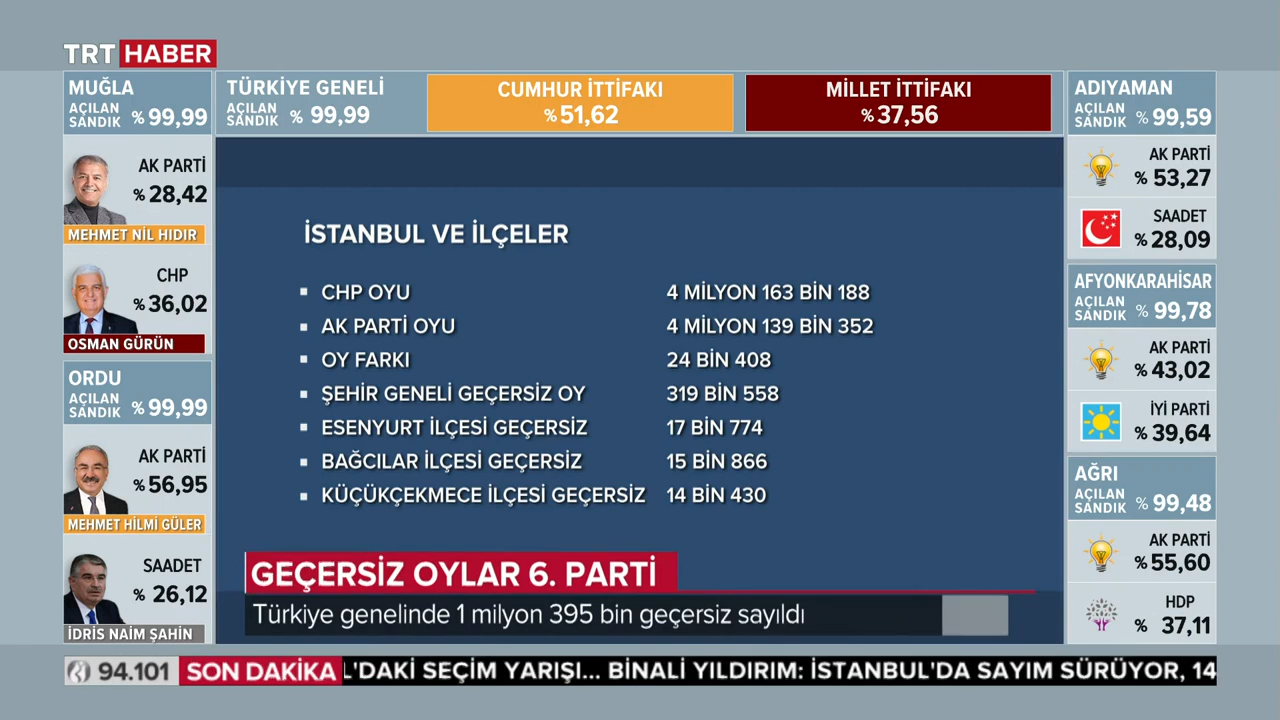 TRT HABER
MUĞLA
AÇILAN SANDIK % 99,99
AK PARTİ
% 28,42
MEHMET NİL HIDIR
CHP
% 36,02
OSMAN GÜRÜN
ORDU
AÇILAN SANDIK % 99,99
AK PARTİ
% 56,95
MEHMET HİLMİ GÜLER
SAADET
% 26,12
İDRİS NAİM ŞAHİN
TÜRKİYE GENELİ
AÇILAN SANDIK % 99,99
CUMHUR İTTİFAKI
% 51,62
MİLLET İTTİFAKI
% 37,56
İSTANBUL VE İLÇELER
CHP OYU 4 MİLYON 163 BİN 188
AK PARTİ OYU 4 MİLYON 139 BİN 352
OY FARKI 24 BİN 408
ŞEHİR GENELİ GEÇERSİZ OY 319 BİN 558
ESENYURT İLÇESİ GEÇERSİZ 17 BİN 774
BAĞCILAR İLÇESİ GEÇERSİZ 15 BİN 866
KÜÇÜKÇEKMECE İLÇESİ GEÇERSİZ 14 BİN 430
GEÇERSİZ OYLAR 6. PARTİ
Türkiye genelinde 1 milyon 395 bin geçersiz sayıldı
ADIYAMAN
AÇILAN SANDIK % 99,59
AK PARTİ
% 53,27
SAADET
% 28,09
AFYONKARAHİSAR
AÇILAN SANDIK % 99,78
AK PARTİ
% 43,02
İYİ PARTİ
% 39,64
AĞRI
AÇILAN SANDIK % 99,48
AK PARTİ
% 55,60
HDP
% 37,11
94.101 SON DAKİKA L'DAKİ SEÇİM YARIŞI... BİNALİ YILDIRIM: İSTANBUL'DA SAYIM SÜRÜYOR, 14